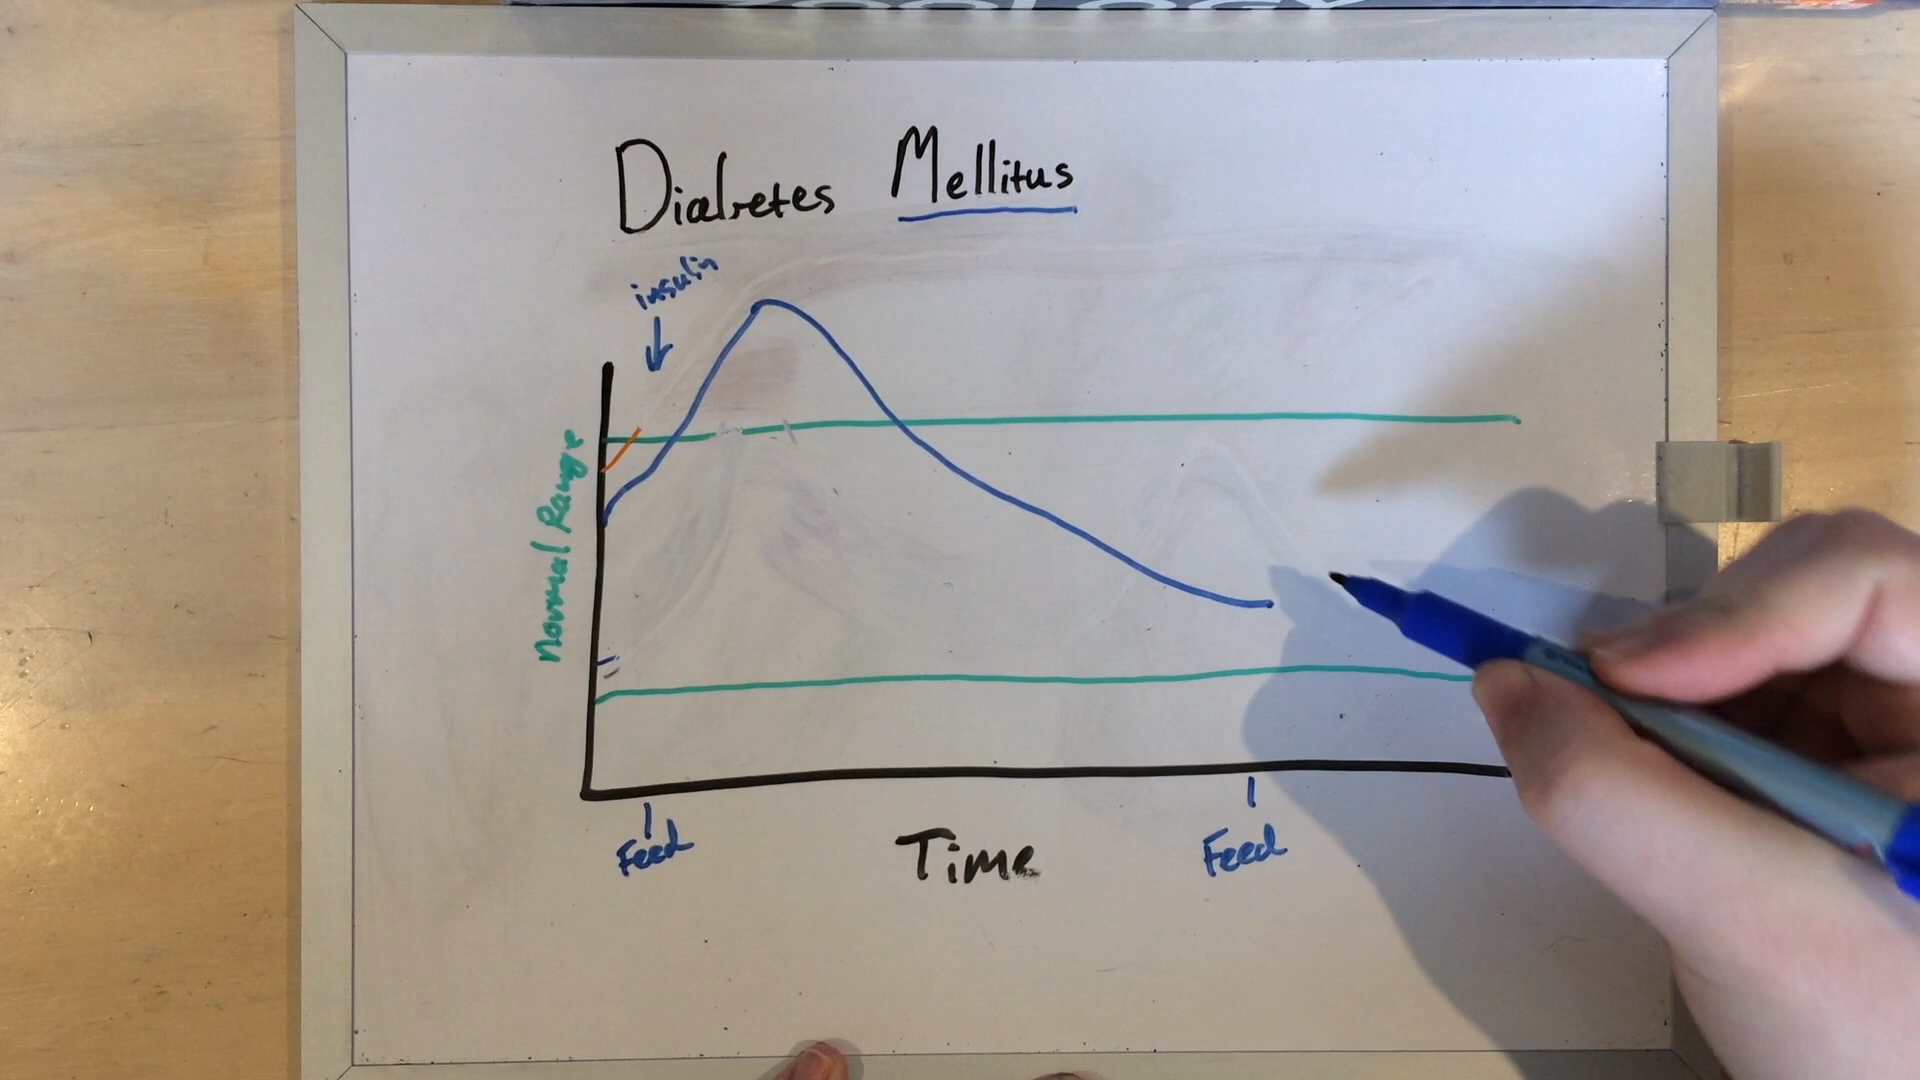 Diabetes Mellitus
insulin
Normal Range
Feed
Time
Feed